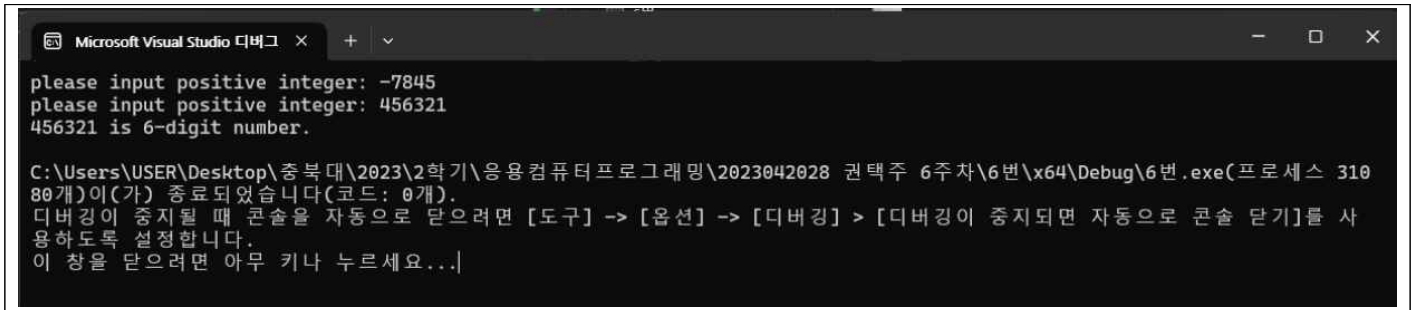 Microsoft Visual Studio 디버그
please input positive integer: -7845
please input positive integer: 456321
456321 is 6-digit number.
C:\Users\USER\Desktop\충북대\2023\2학기\응용컴퓨터프로그래밍\2023042028 권택주 6주차\6번\x64\Debug\6번.exe(프로세스 310
80개)이(가) 종료되었습니다(코드: 0개).
디버깅이 중지될 때 콘솔을 자동으로 닫으려면 [도구] -> [옵션] -> [디버깅] > [디버깅이 중지되면 자동으로 콘솔 닫기]를 사
용하도록 설정합니다.
이 창을 닫으려면 아무 키나 누르세요...